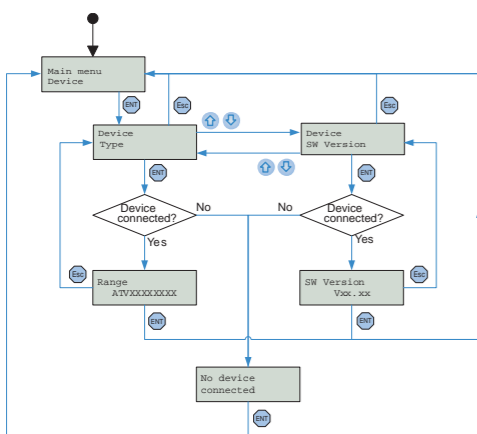 Main menu
Device
ENT
Esc
Esc
Device
Type
Device
SW Version
ENT
ENT
Device
connected?
No
No
Device
connected?
Yes
Yes
Esc
Range
ATVXXXXXXXX
SW Version
Vxx.xx
Esc
ENT
ENT
No device
connected
ENT